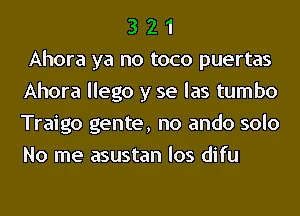 3 2 1
Ahora ya no toco puertas
Ahora llego y se las tumbo
Traigo gente, no ando solo
No me asustan los difu